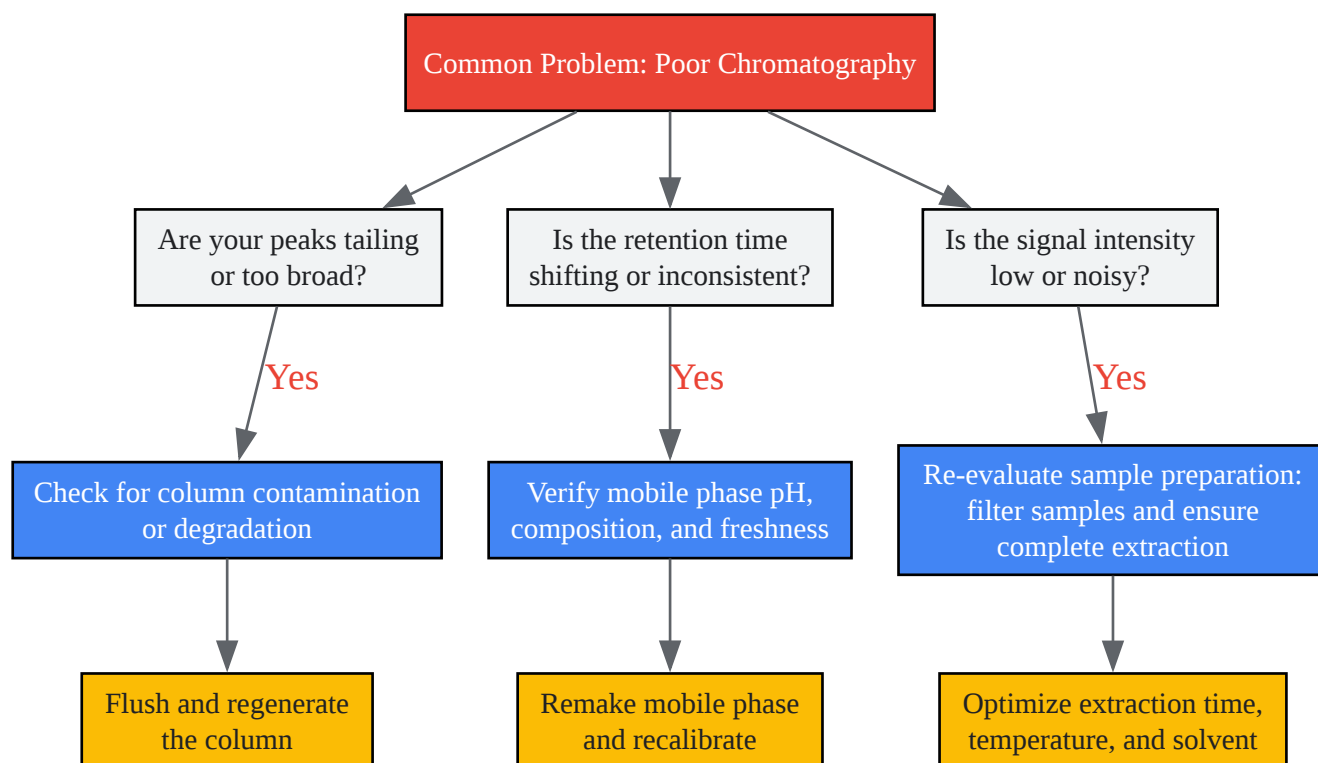 Common Problem: Poor Chromatography
Are your peaks tailing
or too broad?
Is the retention time
shifting or inconsistent?
Is the signal intensity
low or noisy?
Yes
Yes
Yes
Check for column contamination
or degradation
Verify mobile phase pH,
composition, and freshness
Re-evaluate sample preparation:
filter samples and ensure
complete extraction
Flush and regenerate
the column
Remake mobile phase
and recalibrate
Optimize extraction time,
temperature, and solvent